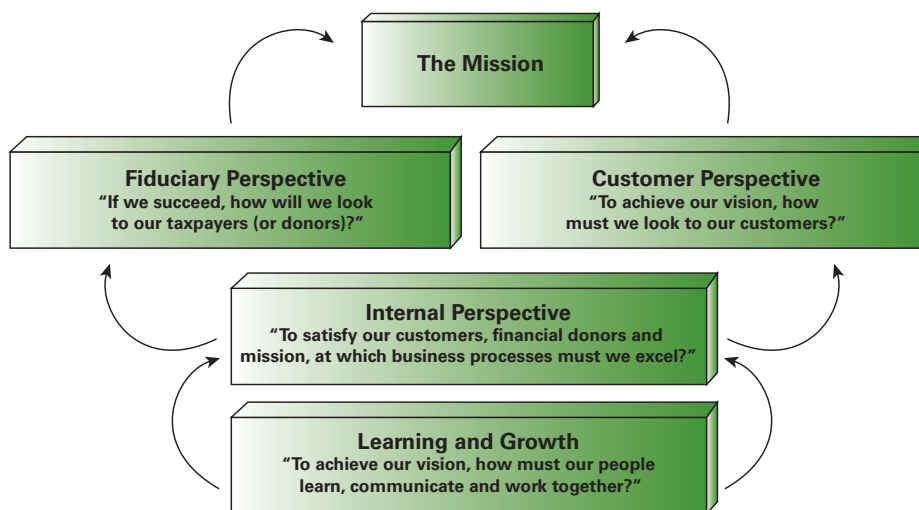 The Mission
Fiduciary Perspective
“If we succeed, how will we look
to our taxpayers (or donors)?”
Customer Perspective
“To achieve our vision, how
must we look to our customers?”
Internal Perspective
“To satisfy our customers, financial donors and
mission, at which business processes must we excel?”
Learning and Growth
“To achieve our vision, how must our people
learn, communicate and work together?”